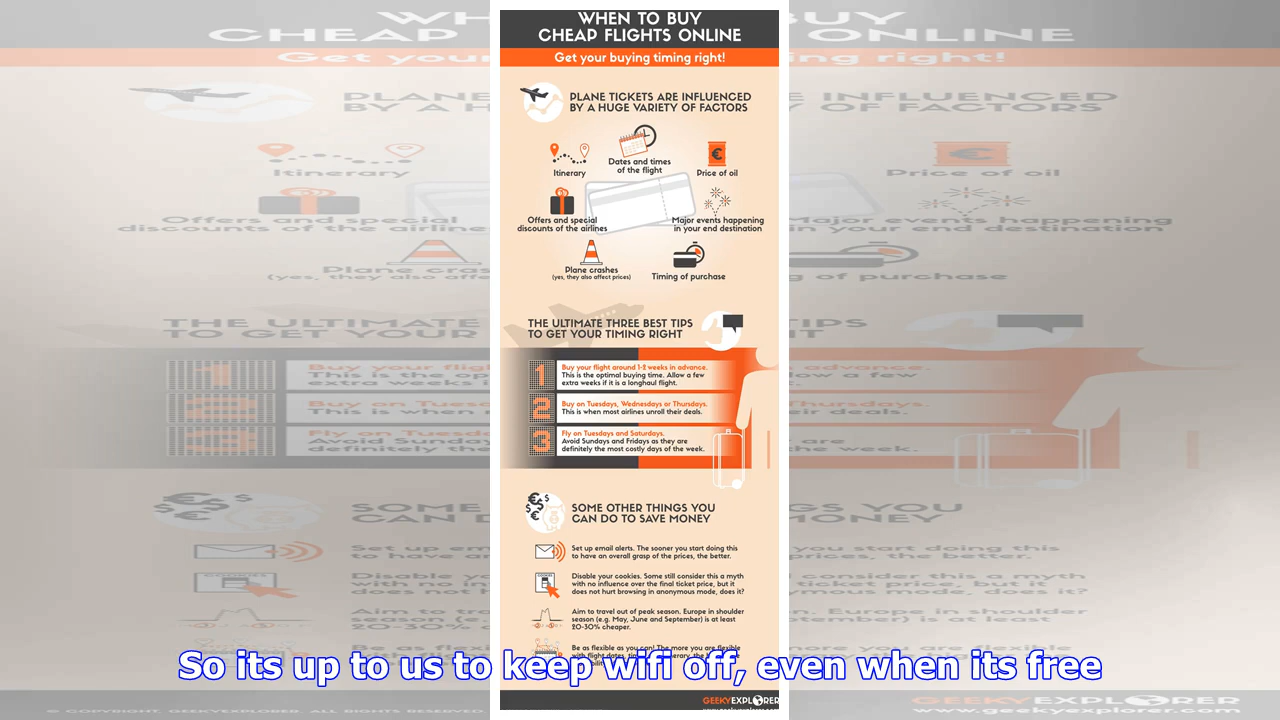 WHEN TO BUY
CHEAP FLIGHTS ONLINE
Get your buying timing right!
PLANE TICKETS ARE INFLUENCED
BY A HUGE VARIETY OF FACTORS
Itinerary
Dates and times
of the flight
Price of oil
Offers and special
discounts of the airlines
Major events happening
in your end destination
Plane crashes
(yes, they also affect prices)
Timing of purchase
THE ULTIMATE THREE BEST TIPS
TO GET YOUR TIMING RIGHT
1
Buy your flight around 1-2 weeks in advance.
This is the optimal buying time. Allow a few
extra weeks if it is a longhaul flight.
2
Buy on Tuesdays, Wednesdays or Thursdays.
This is when most airlines unroll their deals.
3
Fly on Tuesdays and Saturdays.
Avoid Sundays and Fridays as they are
definitely the most costly days of the week.
SOME OTHER THINGS YOU
CAN DO TO SAVE MONEY
Set up email alerts. The sooner you start doing this
to have an overall grasp of the prices, the better.
Disable your cookies. Some still consider this a myth
with no influence over the final ticket price, but it
does not hurt browsing in anonymous mode, does it?
Aim to travel out of peak season. Europe in shoulder
season (e.g. May, June and September) is at least
20-30% cheaper.
Be as flexible as you can! The more you are flexible
with flight dates,
So its up to us to keep wifi off, even when its free
GEEKYEXPLORER
www.geekyexplorer.com